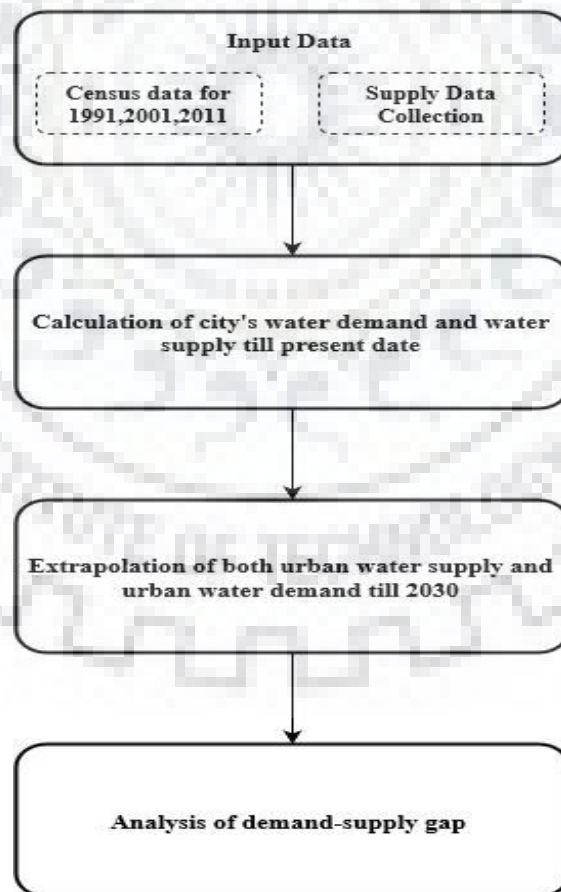 Input Data
Census data for
1991,2001,2011
Supply Data
Collection
Calculation of city's water demand and water
supply till present date
Extrapolation of both urban water supply and
urban water demand till 2030
Analysis of demand-supply gap